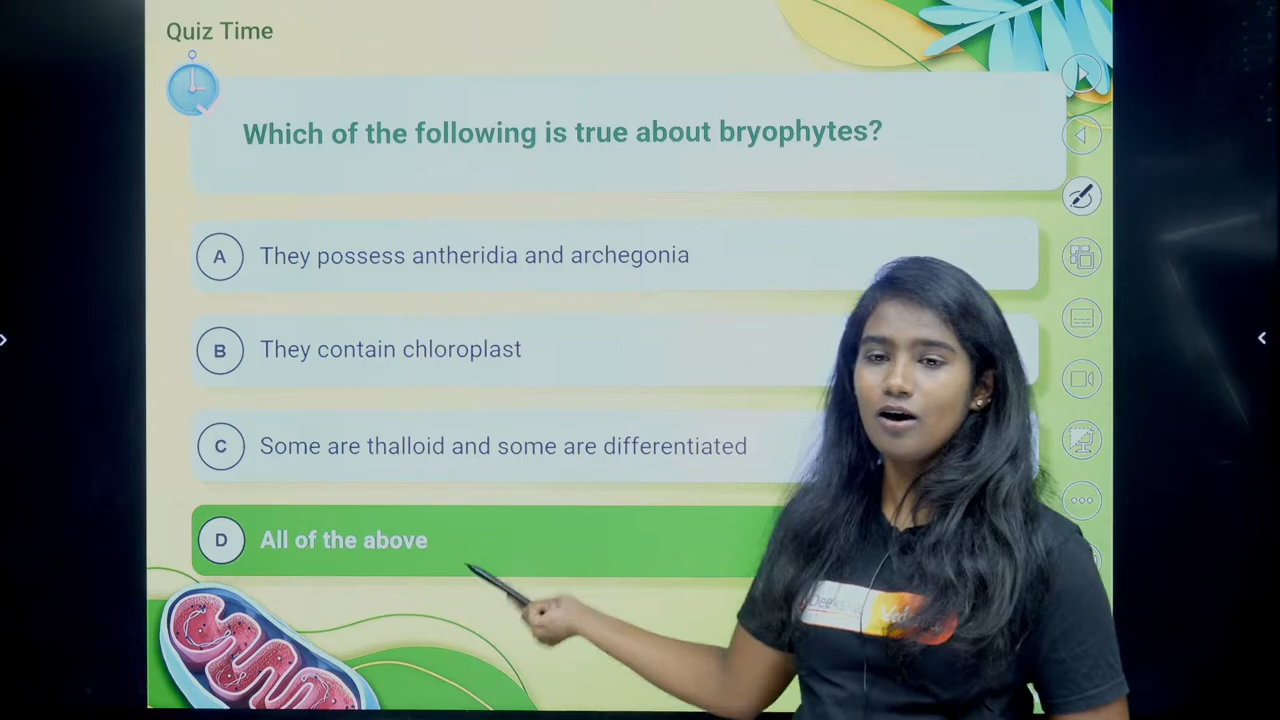 Quiz Time
Which of the following is true about bryophytes?
A They possess antheridia and archegonia
B They contain chloroplast
C Some are thalloid and some are differentiated
D All of the above